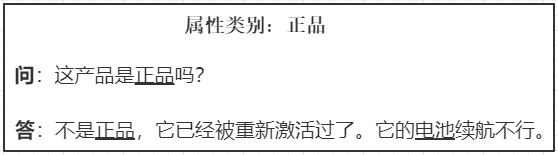 属性类别：正品
问：这产品是正品吗？
答：不是正品，它已经被重新激活过了。它的电池续航不行。